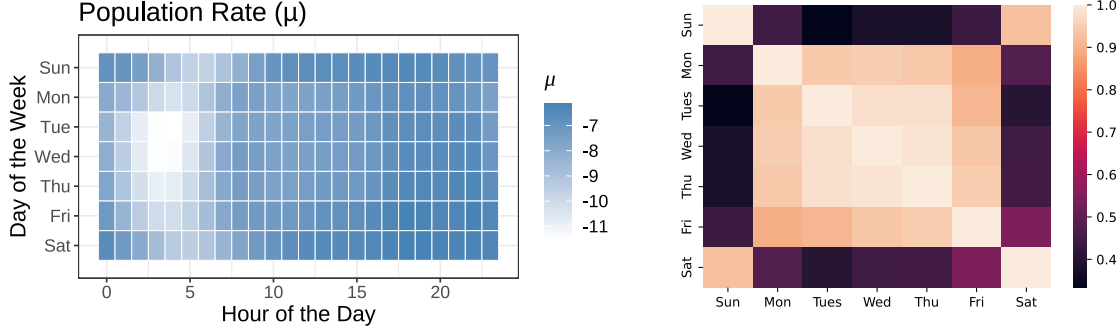 Population Rate (μ)
Day of the Week
Sun
Mon
Tue
Wed
Thu
Fri
Sat
0 5 10 15 20
Hour of the Day
μ
-7
-8
-9
-10
-11
Sun
Mon
Tues
Wed
Thu
Fri
Sat
Sun Mon Tues Wed Thu Fri Sat
1.0
0.9
0.8
0.7
0.6
0.5
0.4